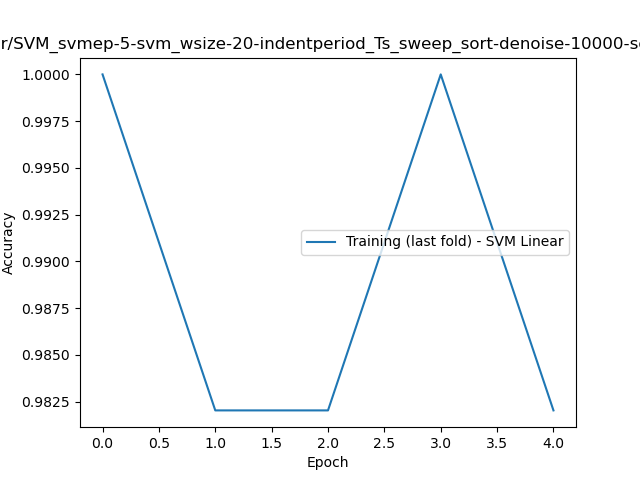 r/SVM_svmep-5-svm_wsize-20-indentperiod_Ts_sweep_sort-denoise-10000-s
1.0000
0.9975
0.9950
0.9925
0.9900
0.9875
0.9850
0.9825
Accuracy
Training (last fold) - SVM Linear
0.0 0.5 1.0 1.5 2.0 2.5 3.0 3.5 4.0
Epoch